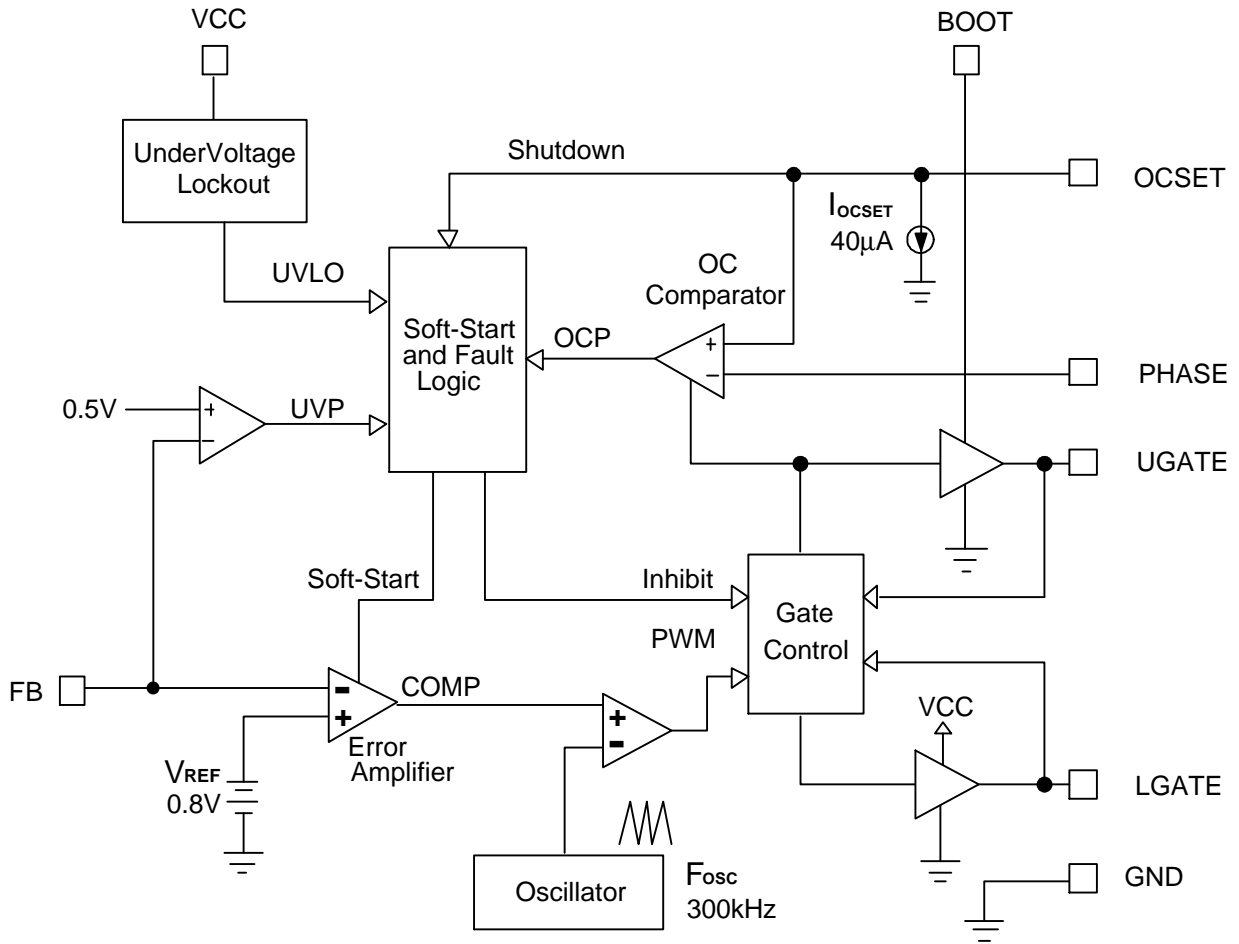 VCC
BOOT
UnderVoltage
Lockout
Shutdown
OCSET
IOCSET
40μA
UVLO
OC
Comparator
Soft-Start
and Fault
Logic
OCP
+
−
PHASE
0.5V
+
−
UVP
UGATE
Soft-Start
Inhibit
Gate
Control
PWM
FB
-
+
COMP
Error
Amplifier
+
-
VCC
VREF
0.8V
LGATE
Oscillator
Fosc
300kHz
GND